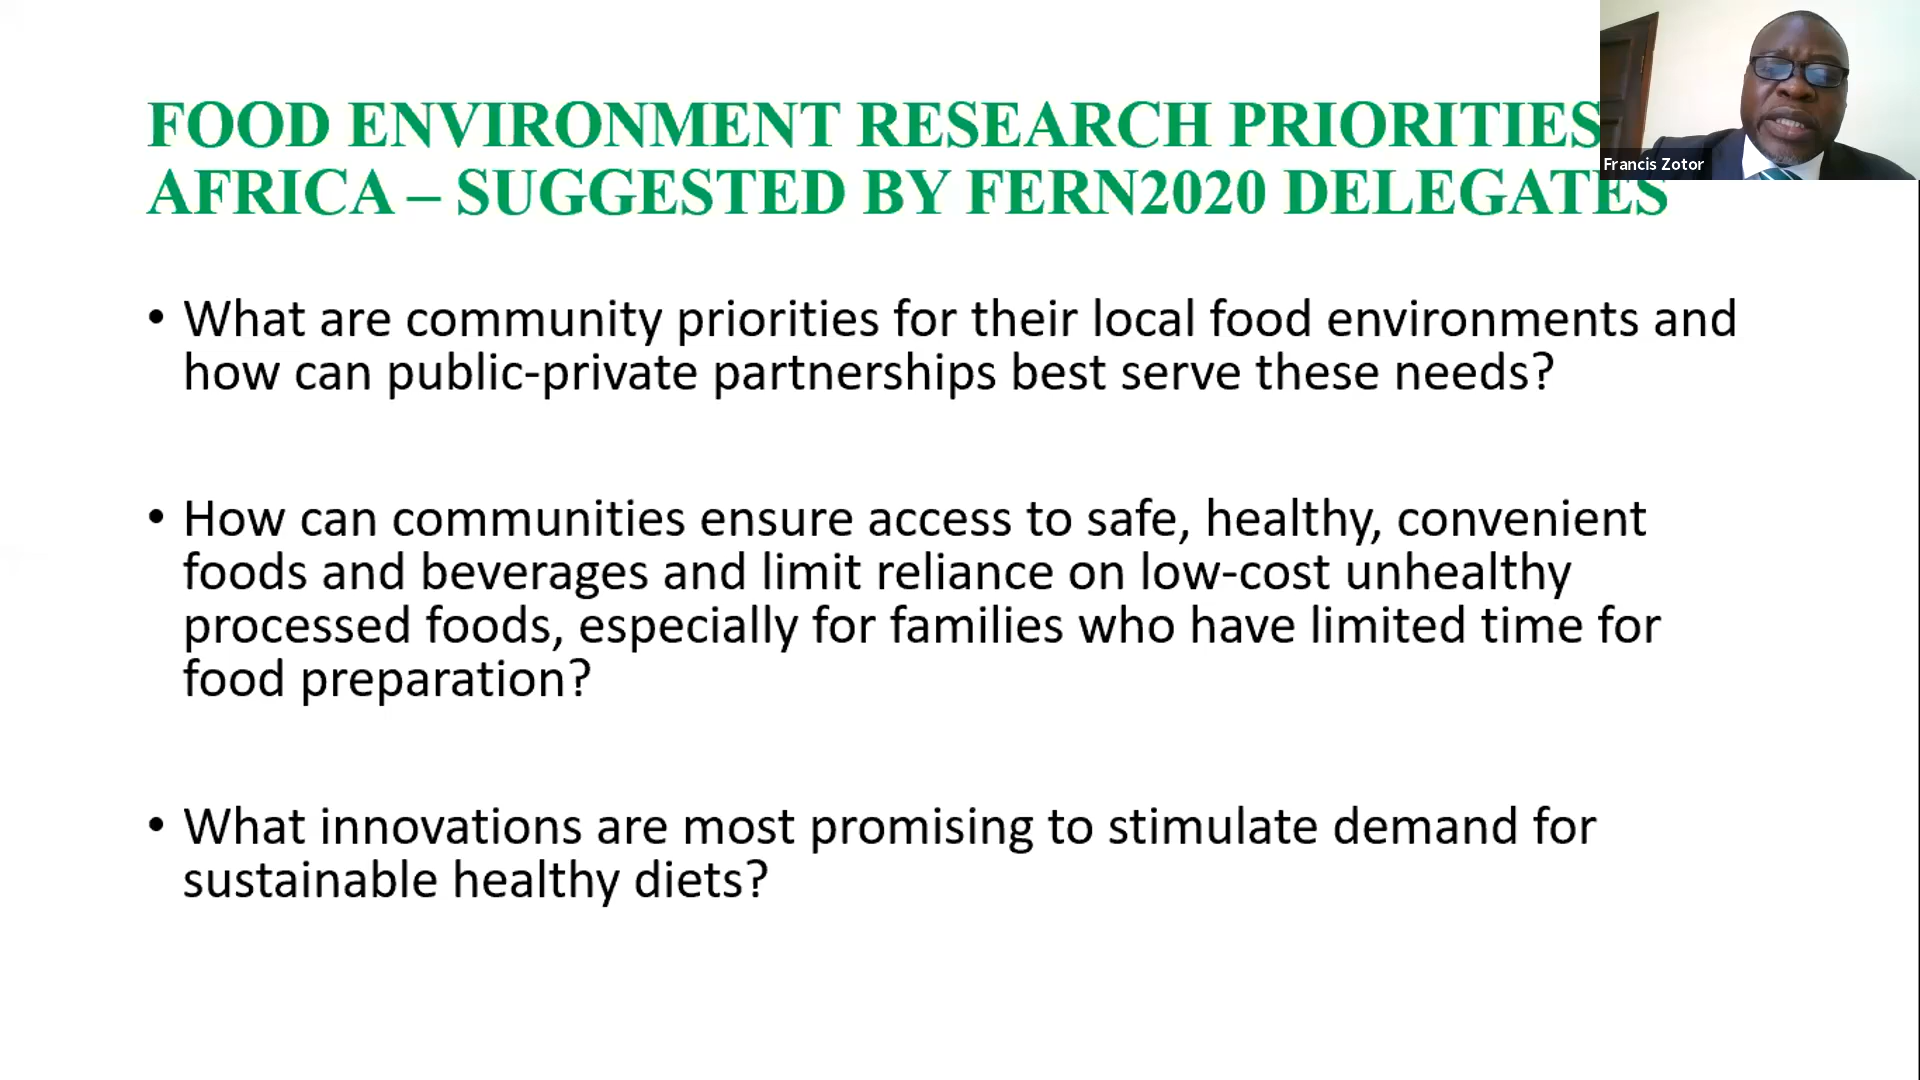 FOOD ENVIRONMENT RESEARCH PRIORITIES
AFRICA – SUGGESTED BY FERN2020 DELEGATES
Francis Zotor
• What are community priorities for their local food environments and
how can public-private partnerships best serve these needs?
• How can communities ensure access to safe, healthy, convenient
foods and beverages and limit reliance on low-cost unhealthy
processed foods, especially for families who have limited time for
food preparation?
• What innovations are most promising to stimulate demand for
sustainable healthy diets?